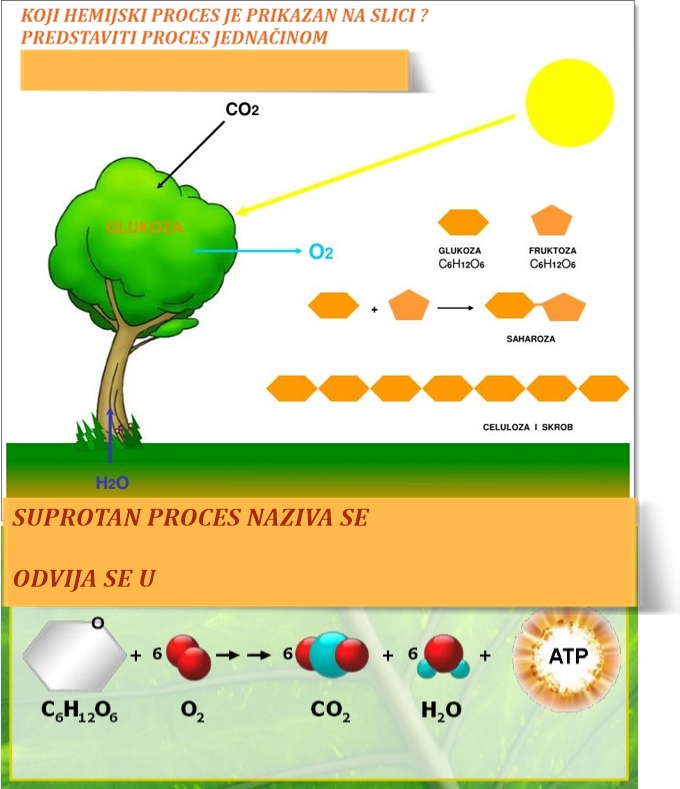 KOJI HEMIJSKI PROCES JE PRIKAZAN NA SLICI ?
PREDSTAVITI PROCES JEDNAČINOM
CO2
GLUKOZA
O2
GLUKOZA
C6H12O6
FRUKTOZA
C6H12O6
+
SAHAROZA
CELULOZA I SKROB
H2O
SUPROTAN PROCES NAZIVA SE
ODVIJA SE U
O
+ 6 6 + 6 + ATP
C₆H₁₂O₆ O₂ CO₂ H₂O